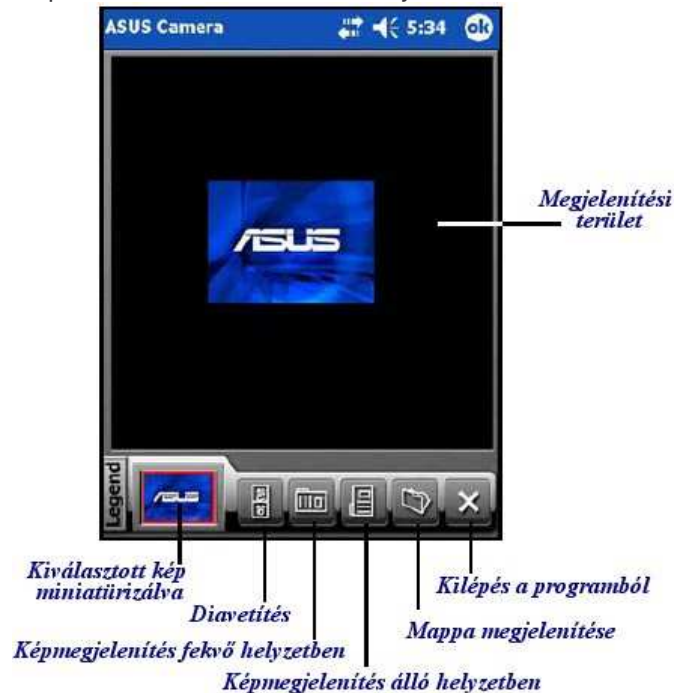 ASUS Camera 5:34 ok
ASUS
Megjelenítési
terület
Legend
ASUS
Kiválasztott kép
miniatürizálva
Diavetítés
Képmegjelenítés fekvő helyzetben
Képmegjelenítés álló helyzetben
Mappa megjelenítése
Kilépés a programból